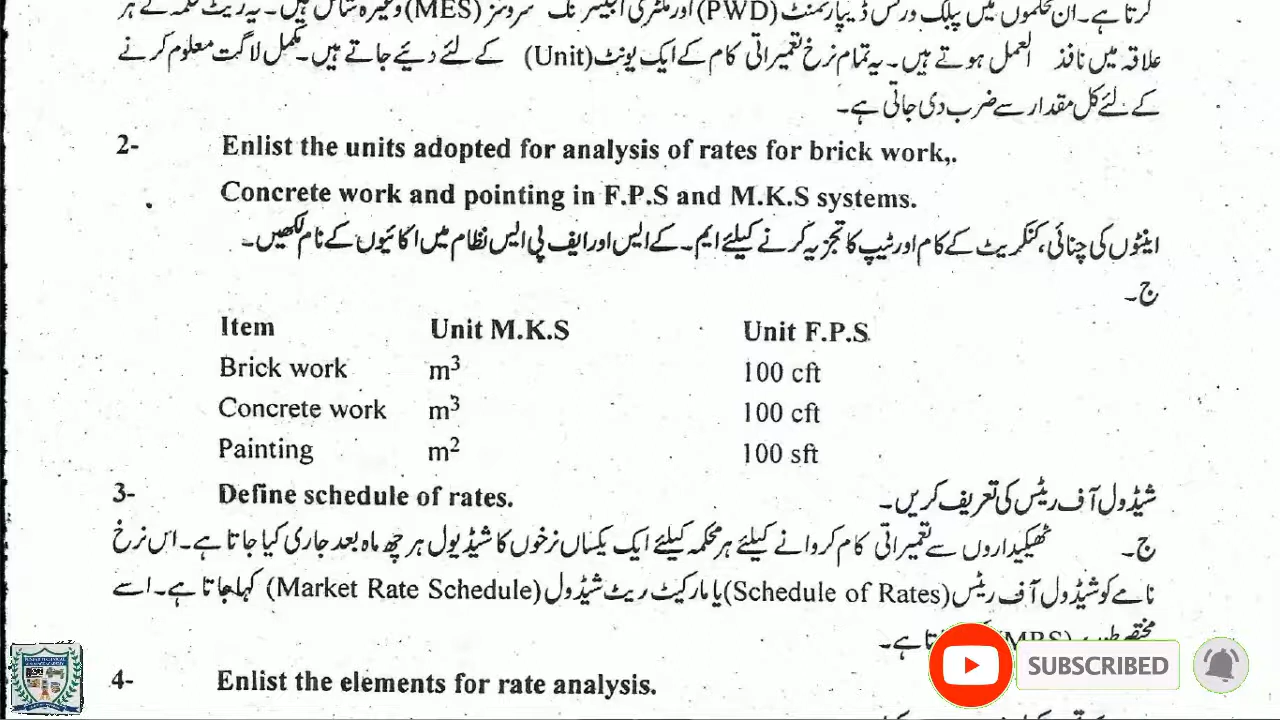 کرتا ہے۔ ان محکموں میں پبلک ورکس ڈیپارٹمنٹ (PWD) اور ملٹری انجینئرنگ سروسز (MES) وغیرہ شامل ہیں۔ یہ ریٹ محکمہ کے ہر
علاقہ میں نافذ العمل ہوتے ہیں۔ یہ تمام نرخ تعمیراتی کام کے ایک یونٹ (Unit) کے لئے دیئے جاتے ہیں۔ مکمل لاگت معلوم کرنے
کے لئے کل مقدار سے ضرب دی جاتی ہے۔
2- Enlist the units adopted for analysis of rates for brick work,.
Concrete work and pointing in F.P.S and M.K.S systems.
اینٹوں کی چنائی، کنکریٹ کے کام اور ٹیپ کا تجزیہ کرنے کیلئے ایم۔ کے ایس اور ایف پی ایس نظام میں اکائیوں کے نام لکھیں۔
ج۔
Item Unit M.K.S Unit F.P.S
Brick work m³ 100 cft
Concrete work m³ 100 cft
Painting m² 100 sft
3- Define schedule of rates. شیڈول آف ریٹس کی تعریف کریں۔
ج۔ ٹھیکیداروں سے تعمیراتی کام کروانے کیلئے ہر محکمہ کیلئے ایک یکساں نرخوں کا شیڈیول ہر چھ ماہ بعد جاری کیا جاتا ہے۔ اس نرخ
نامے کو شیڈول آف ریٹس (Schedule of Rates) یا مارکیٹ ریٹ شیڈول (Market Rate Schedule) کہا جاتا ہے۔ اسے
(MRS) ہے۔
SUBSCRIBED
4- Enlist the elements for rate analysis.